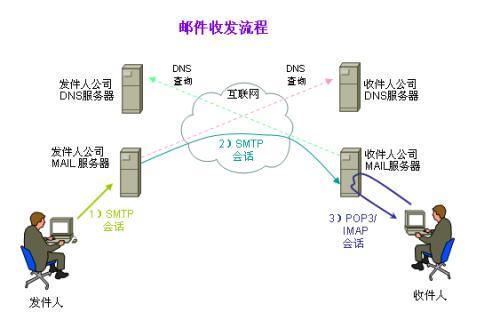 邮件收发流程
DNS
查询
DNS
查询
发件人公司
DNS服务器
互联网
收件人公司
DNS服务器
发件人公司
MAIL服务器
2）SMTP
会话
收件人公司
MAIL服务器
1）SMTP
会话
3）POP3/
IMAP
会话
发件人
收件人